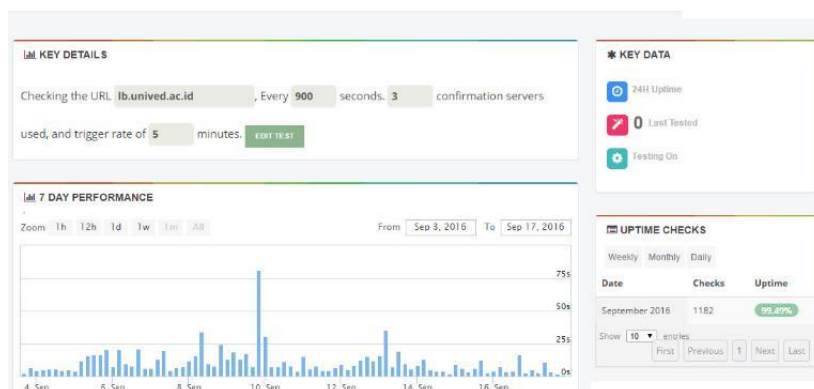 KEY DETAILS
Checking the URL lb.unived.ac.id , Every 900 seconds. 3 confirmation servers
used, and trigger rate of 5 minutes. EDIT TEST
7 DAY PERFORMANCE
Zoom 1h 12h 1d 1w 1m All From Sep 3, 2016 To Sep 17, 2016
75s
50s
25s
0s
4. Sep 6. Sep 8. Sep 10. Sep 12. Sep 14. Sep 16. Sep
KEY DATA
24H Uptime
0 Last Tested
Testing On
UPTIME CHECKS
Weekly Monthly Daily
Date Checks Uptime
September 2016 1182 99.49%
Show 10 entries
First Previous 1 Next Last